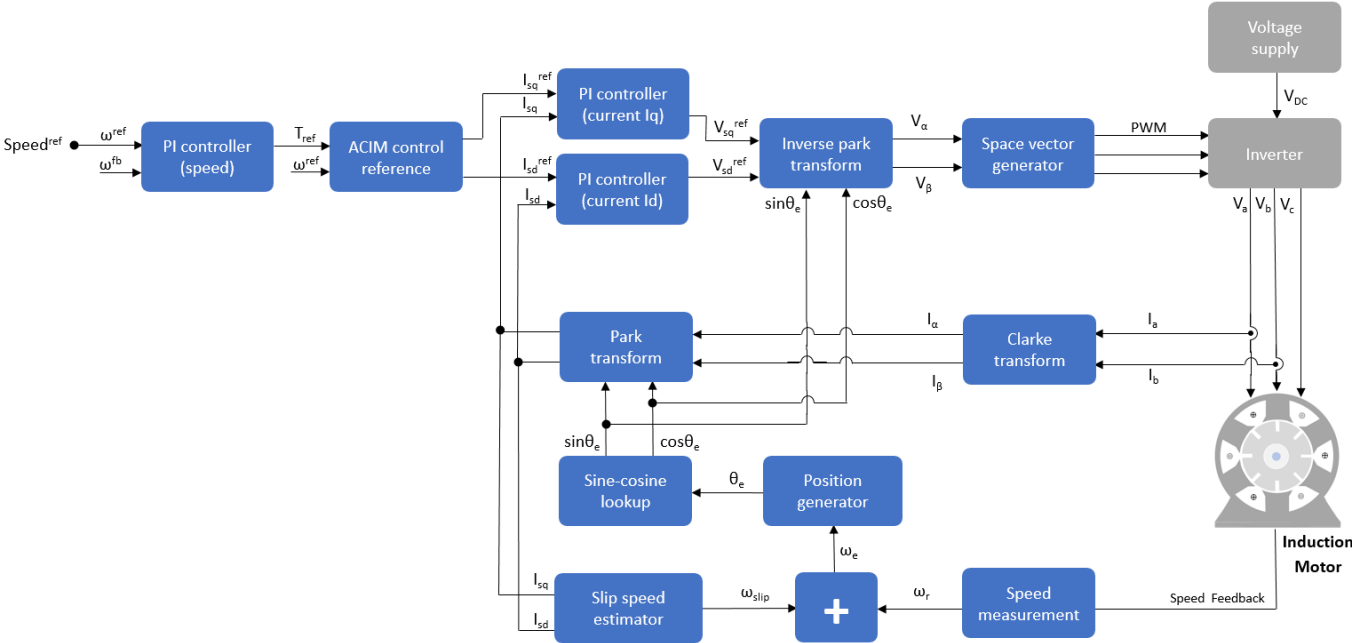 Voltage
supply
V_DC
I_sq^ref
I_sq
PI controller
(current Iq)
Speed^ref
ω^ref
ω^fb
PI controller
(speed)
T_ref
ω^ref
ACIM control
reference
I_sd^ref
I_sd
PI controller
(current Id)
V_sq^ref
V_sd^ref
Inverse park
transform
V_α
V_β
Space vector
generator
PWM
Inverter
sinθ_e
cosθ_e
V_a
V_b
V_c
Park
transform
I_α
I_β
Clarke
transform
I_a
I_b
sinθ_e
cosθ_e
Sine-cosine
lookup
θ_e
Position
generator
ω_e
Induction
Motor
I_sq
I_sd
Slip speed
estimator
ω_slip
+
ω_r
Speed
measurement
Speed Feedback